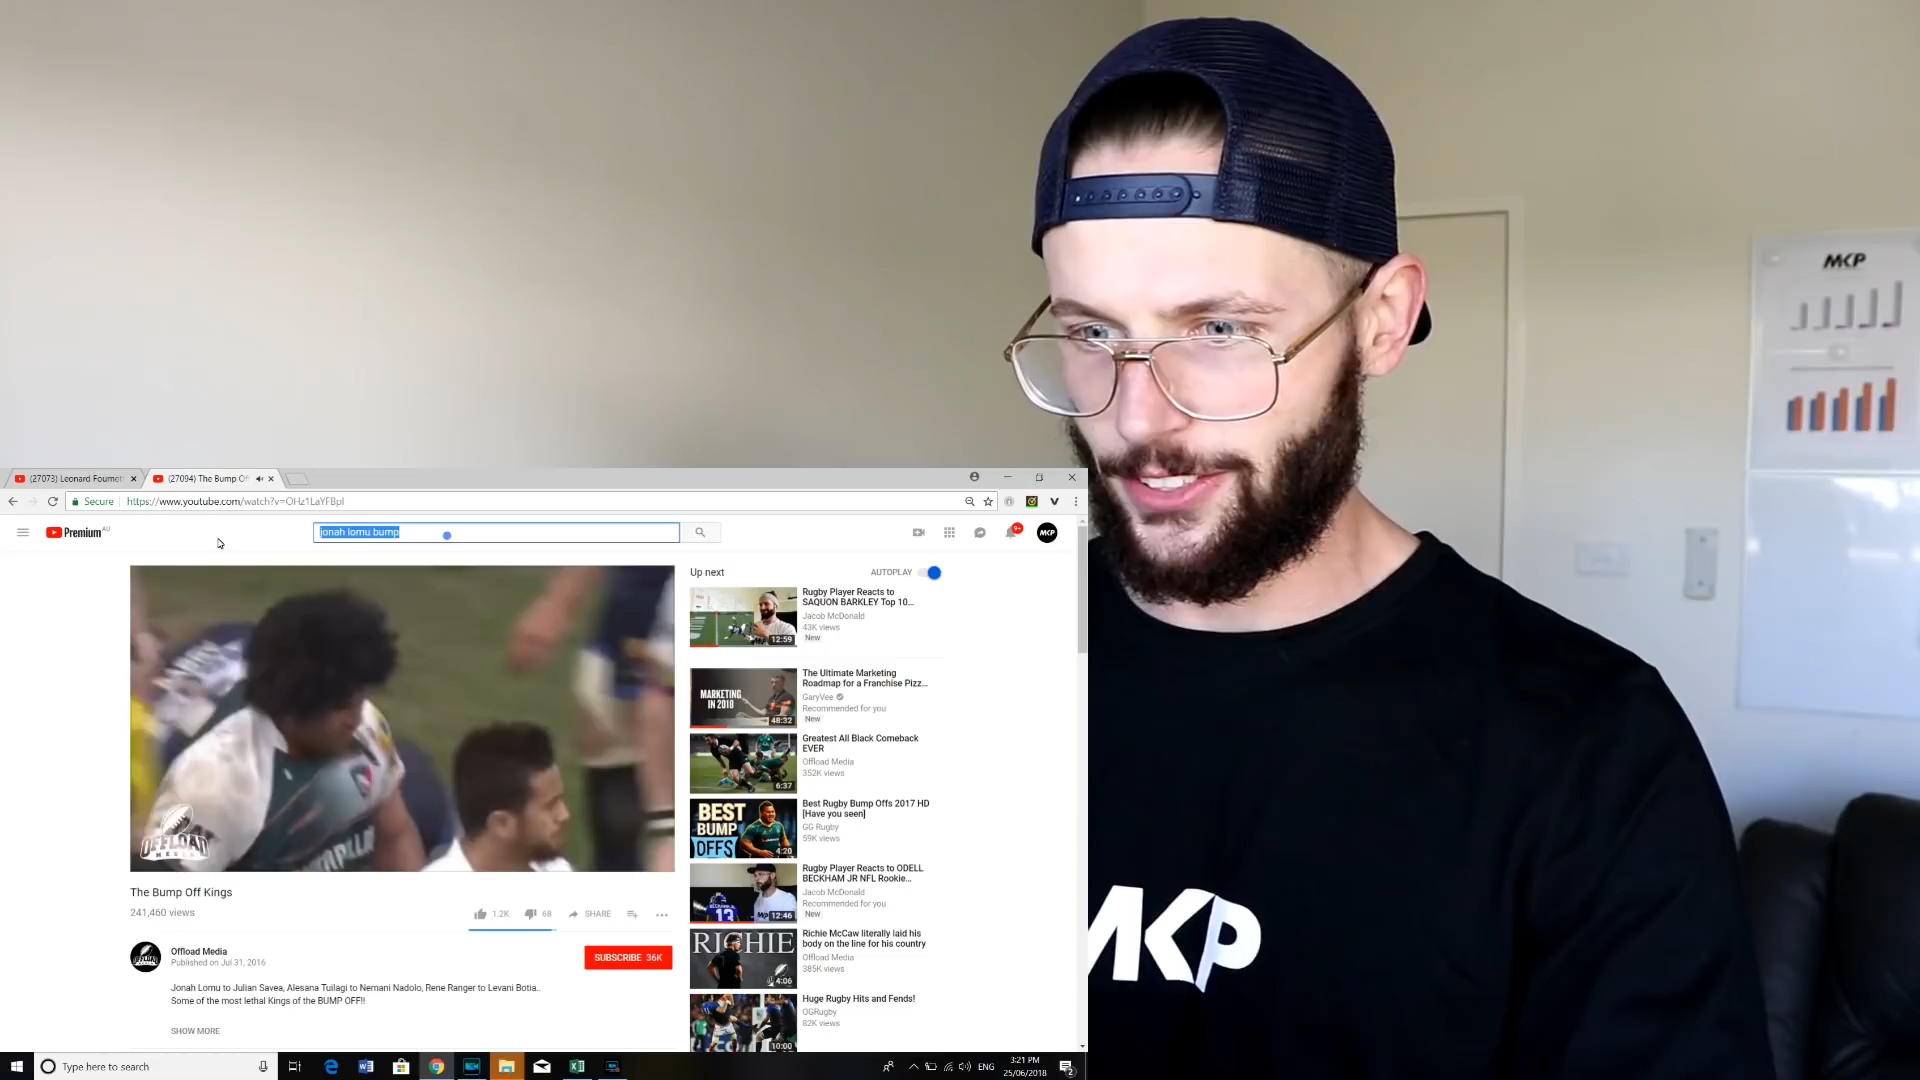 MKP
(27073) Leonard Fournett
(27094) The Bump Of
Secure
https://www.youtube.com/watch?v=OHz1LaYFBpI
Premium AU
jonah lomu bump
9+
MKP
Up next
AUTOPLAY
Rugby Player Reacts to
SAQUON BARKLEY Top 10...
Jacob McDonald
43K views
New
12:59
The Ultimate Marketing
Roadmap for a Franchise Pizz...
GaryVee
Recommended for you
New
MARKETING
IN 2018
48:32
Greatest All Black Comeback
EVER
Offload Media
352K views
6:37
Best Rugby Bump Offs 2017 HD
[Have you seen]
GG Rugby
59K views
BEST
BUMP
OFFS
4:20
Rugby Player Reacts to ODELL
BECKHAM JR NFL Rookie...
Jacob McDonald
Recommended for you
New
13
12:46
Richie McCaw literally laid his
body on the line for his country
Offload Media
385K views
RICHIE
4:06
Huge Rugby Hits and Fends!
OGRugby
82K views
10:00
OFFLOAD
MEDIA
The Bump Off Kings
241,460 views
1.2K
68
SHARE
Offload Media
Published on Jul 31, 2016
SUBSCRIBE 36K
Jonah Lomu to Julian Savea, Alesana Tuilagi to Nemani Nadolo, Rene Ranger to Levani Botia..
Some of the most lethal Kings of the BUMP OFF!!
SHOW MORE
MKP
Type here to search
ENG
3:21 PM
25/06/2018
2